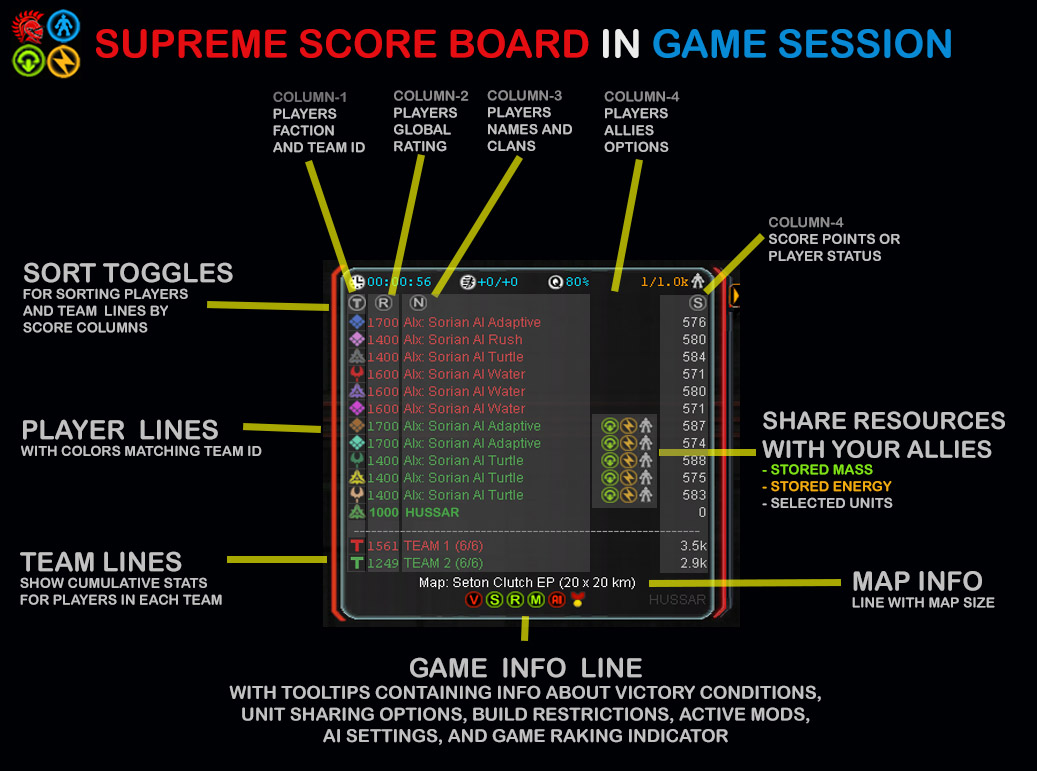 SUPREME SCORE BOARD IN GAME SESSION
COLUMN-1
PLAYERS
FACTION
AND TEAM ID
COLUMN-2
PLAYERS
GLOBAL
RATING
COLUMN-3
PLAYERS
NAMES AND
CLANS
COLUMN-4
PLAYERS
ALLIES
OPTIONS
COLUMN-4
SCORE POINTS OR
PLAYER STATUS
SORT TOGGLES
FOR SORTING PLAYERS
AND TEAM LINES BY
SCORE COLUMNS
PLAYER LINES
WITH COLORS MATCHING TEAM ID
TEAM LINES
SHOW CUMULATIVE STATS
FOR PLAYERS IN EACH TEAM
00:00:56 +0/+0 80% 1/1.0k
T R N S
1700 AIx: Sorian AI Adaptive 576
1400 AIx: Sorian AI Rush 580
1400 AIx: Sorian AI Turtle 584
1600 AIx: Sorian AI Water 571
1600 AIx: Sorian AI Water 580
1600 AIx: Sorian AI Water 571
1700 AIx: Sorian AI Adaptive 587
1700 AIx: Sorian AI Adaptive 574
1400 AIx: Sorian AI Turtle 588
1400 AIx: Sorian AI Turtle 575
1400 AIx: Sorian AI Turtle 583
1000 HUSSAR 0
T 1561 TEAM 1 (6/6) 3.5k
T 1249 TEAM 2 (6/6) 2.9k
Map: Seton Clutch EP (20 x 20 km)
V S R M AI HUSSAR
SHARE RESOURCES
WITH YOUR ALLIES
- STORED MASS
- STORED ENERGY
- SELECTED UNITS
MAP INFO
LINE WITH MAP SIZE
GAME INFO LINE
WITH TOOLTIPS CONTAINING INFO ABOUT VICTORY CONDITIONS,
UNIT SHARING OPTIONS, BUILD RESTRICTIONS, ACTIVE MODS,
AI SETTINGS, AND GAME RAKING INDICATOR